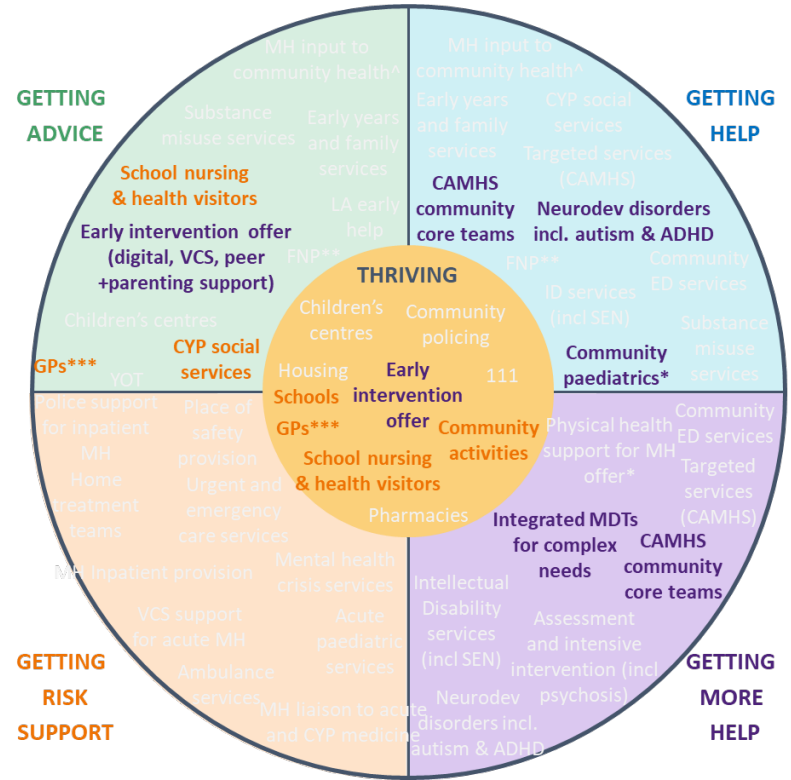 GETTING
ADVICE
MH input to
community health^
Substance
misuse services
Early years
and family
services
School nursing
& health visitors
LA early
help
Early intervention offer
(digital, VCS, peer
+parenting support)
FNP**
Children's centres
CYP social
services
GPs***
YOT
GETTING
HELP
MH input to
community health^
Early years
and family
services
CYP social
services
Targeted services
(CAMHS)
CAMHS
community
core teams
Neurodev disorders
incl. autism & ADHD
FNP**
Community
ED services
ID services
(incl SEN)
Substance
misuse
services
Community
paediatrics*
THRIVING
Children's
centres
Community
policing
Housing
Early
intervention
offer
111
Schools
GPs***
Community
activities
School nursing
& health visitors
Pharmacies
Police support
for inpatient
MH
Place of
safety
provision
Home
treatment
teams
Urgent and
emergency
care services
MH Inpatient provision
Mental health
crisis services
VCS support
for acute MH
Acute
paediatric
services
Ambulance
services
MH liaison to acute
and CYP medicine
GETTING
RISK
SUPPORT
Physical health
support for MH
offer*
Community
ED services
Targeted
services
(CAMHS)
Integrated MDTs
for complex
needs
CAMHS
community
core teams
Intellectual
Disability
services
(incl SEN)
Assessment
and intensive
intervention (incl
psychosis)
Neurodev
disorders incl.
autism & ADHD
GETTING
MORE
HELP